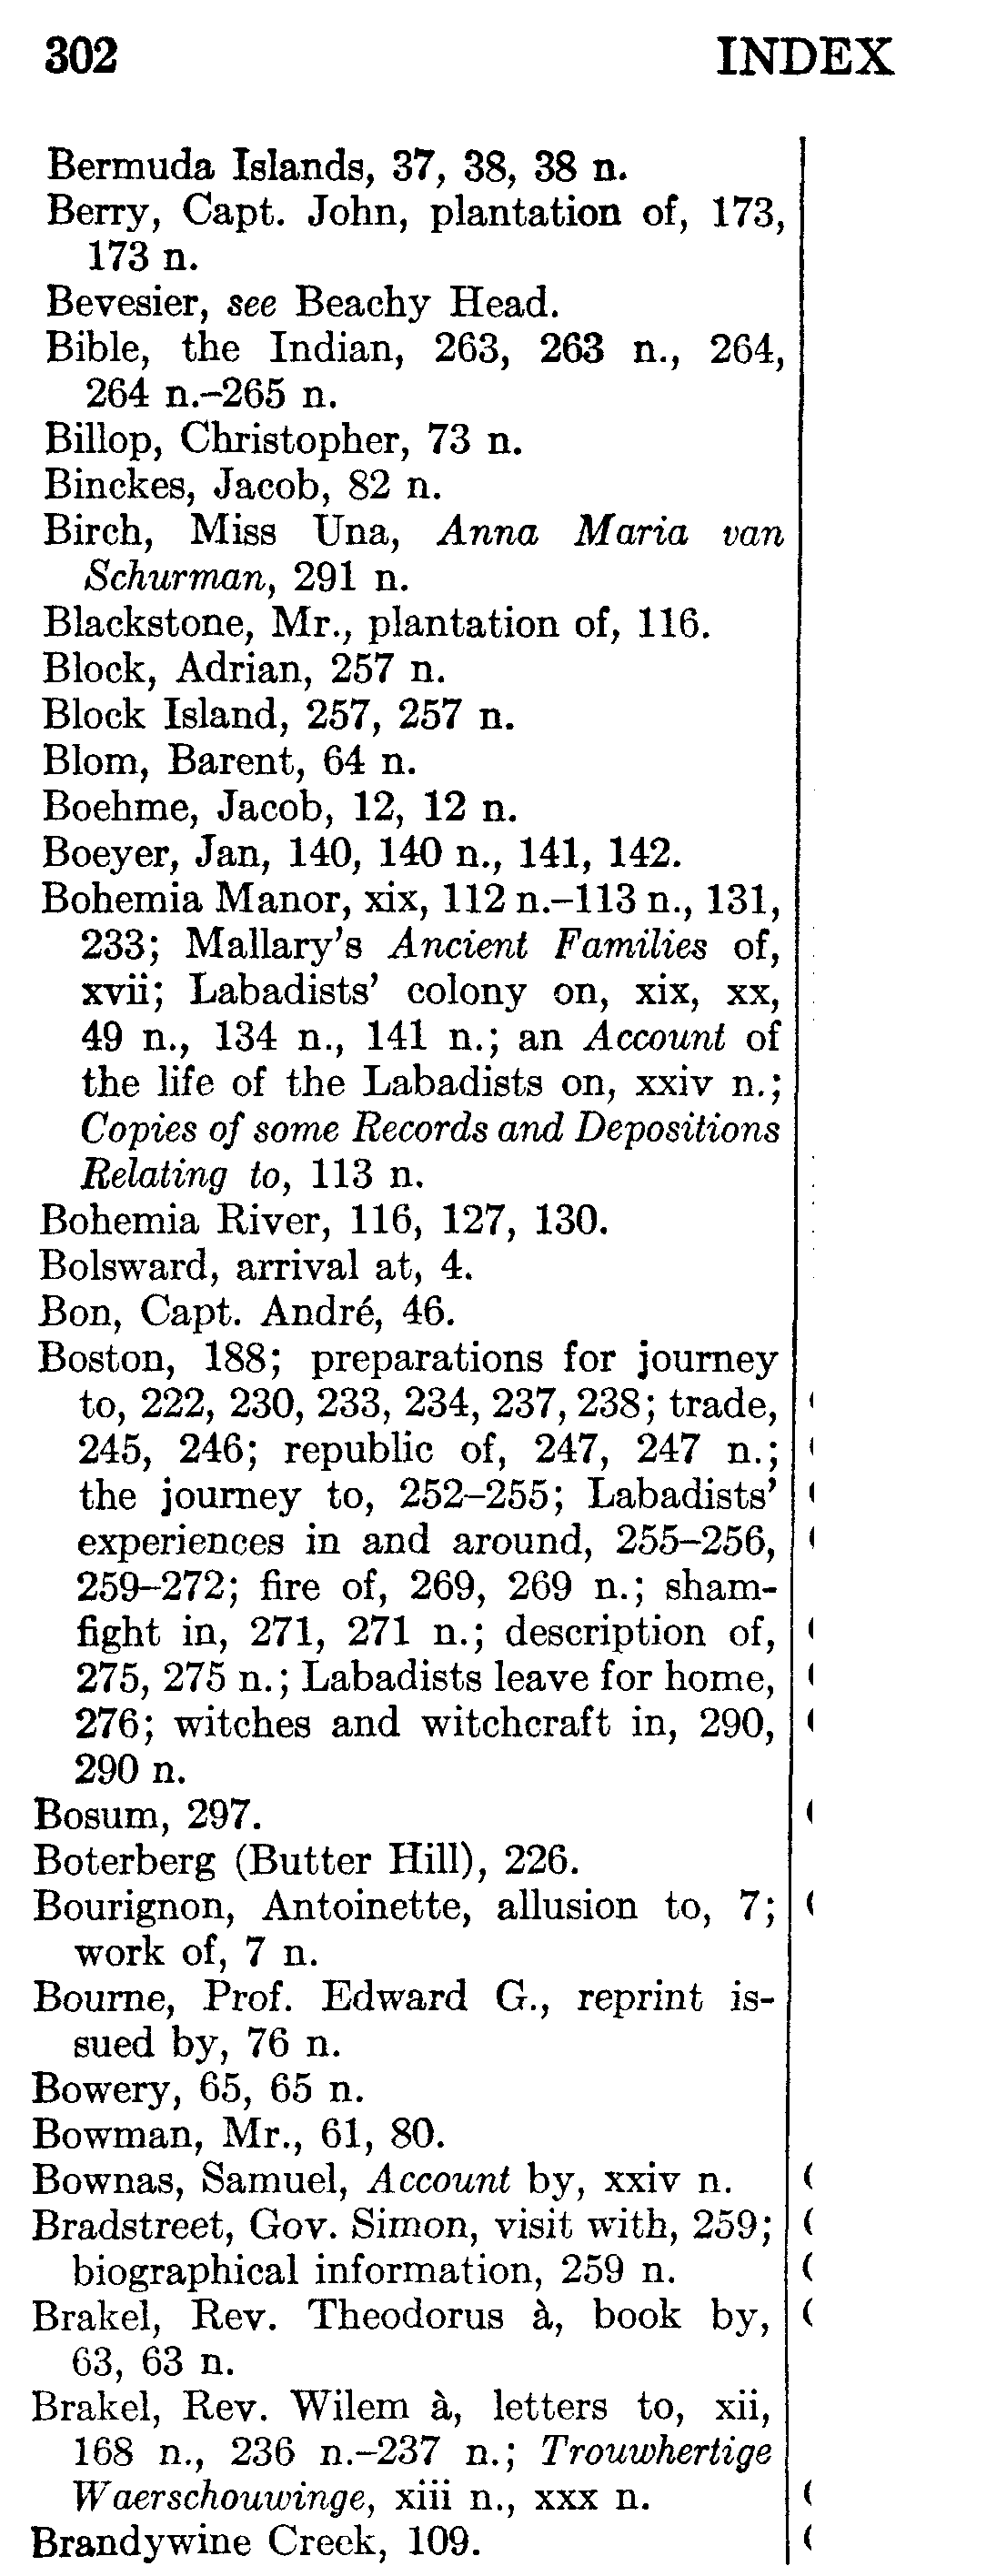 302 INDEX
Bermuda Islands, 37, 38, 38 n.
Berry, Capt. John, plantation of, 173,
173 n.
Bevesier, see Beachy Head.
Bible, the Indian, 263, 263 n., 264,
264 n.–265 n.
Billop, Christopher, 73 n.
Binckes, Jacob, 82 n.
Birch, Miss Una, Anna Maria van
Schurman, 291 n.
Blackstone, Mr., plantation of, 116.
Block, Adrian, 257 n.
Block Island, 257, 257 n.
Blom, Barent, 64 n.
Boehme, Jacob, 12, 12 n.
Boeyer, Jan, 140, 140 n., 141, 142.
Bohemia Manor, xix, 112 n.–113 n., 131,
233; Mallary's Ancient Families of,
xvii; Labadists' colony on, xix, xx,
49 n., 134 n., 141 n.; an Account of
the life of the Labadists on, xxiv n.;
Copies of some Records and Depositions
Relating to, 113 n.
Bohemia River, 116, 127, 130.
Bolsward, arrival at, 4.
Bon, Capt. André, 46.
Boston, 188; preparations for journey
to, 222, 230, 233, 234, 237, 238; trade,
245, 246; republic of, 247, 247 n.;
the journey to, 252–255; Labadists'
experiences in and around, 255–256,
259–272; fire of, 269, 269 n.; sham-
fight in, 271, 271 n.; description of,
275, 275 n.; Labadists leave for home,
276; witches and witchcraft in, 290,
290 n.
Bosum, 297.
Boterberg (Butter Hill), 226.
Bourignon, Antoinette, allusion to, 7;
work of, 7 n.
Bourne, Prof. Edward G., reprint is-
sued by, 76 n.
Bowery, 65, 65 n.
Bowman, Mr., 61, 80.
Bownas, Samuel, Account by, xxiv n.
Bradstreet, Gov. Simon, visit with, 259;
biographical information, 259 n.
Brakel, Rev. Theodorus à, book by,
63, 63 n.
Brakel, Rev. Wilem à, letters to, xii,
168 n., 236 n.–237 n.; Trouwhertige
Waerschouwinge, xiii n., xxx n.
Brandywine Creek, 109.